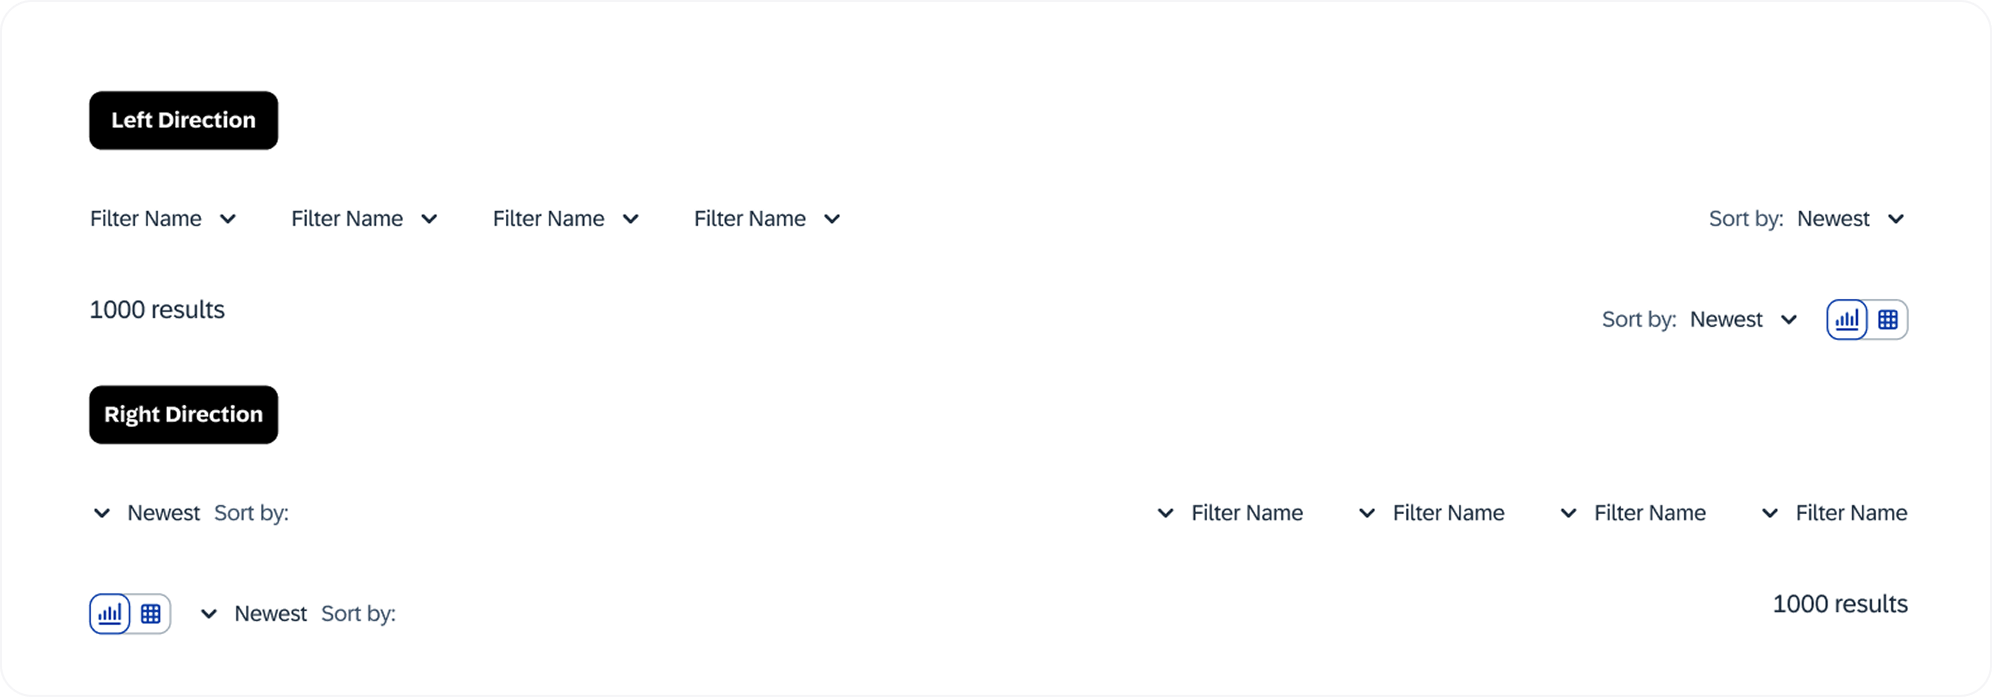 Left Direction
Filter Name Filter Name Filter Name Filter Name Sort by: Newest
1000 results Sort by: Newest
Right Direction
Newest Sort by: Filter Name Filter Name Filter Name Filter Name
Newest Sort by: 1000 results